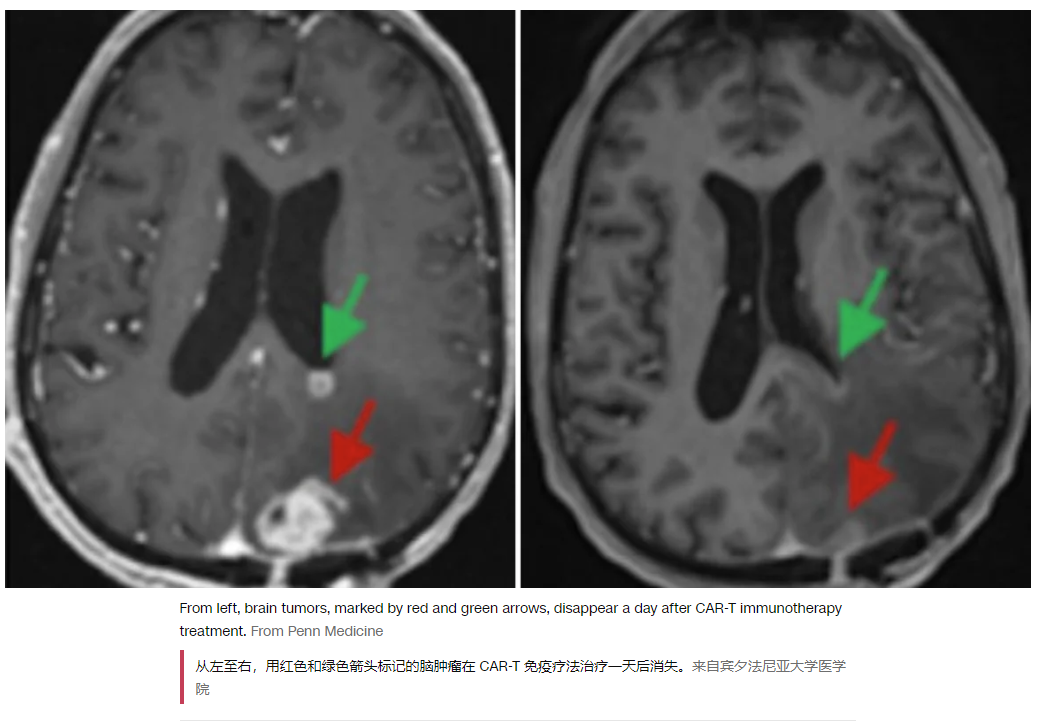 From left, brain tumors, marked by red and green arrows, disappear a day after CAR-T immunotherapy
treatment. From Penn Medicine
从左至右，用红色和绿色箭头标记的脑肿瘤在 CAR-T 免疫疗法治疗一天后消失。来自宾夕法尼亚大学医学
院